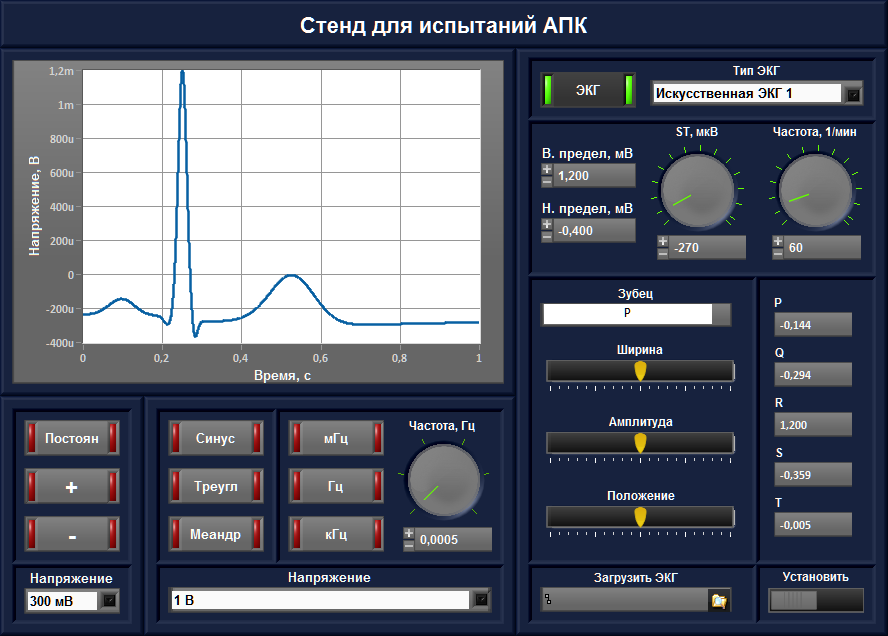 Стенд для испытаний АПК
1,2m
1m
800u
600u
400u
200u
0
-200u
-400u
Напряжение, В
0 0,2 0,4 0,6 0,8 1
Время, с
ЭКГ
Тип ЭКГ
Искусственная ЭКГ 1
В. предел, мВ
1,200
Н. предел, мВ
-0,400
ST, мкВ
-270
Частота, 1/мин
60
Зубец
P
Ширина
Амплитуда
Положение
P
-0,144
Q
-0,294
R
1,200
S
-0,359
T
-0,005
Постоян
+
-
Синус
Треугл
Меандр
мГц
Гц
кГц
Частота, Гц
0,0005
Напряжение
300 мВ
Напряжение
1 В
Загрузить ЭКГ
Установить